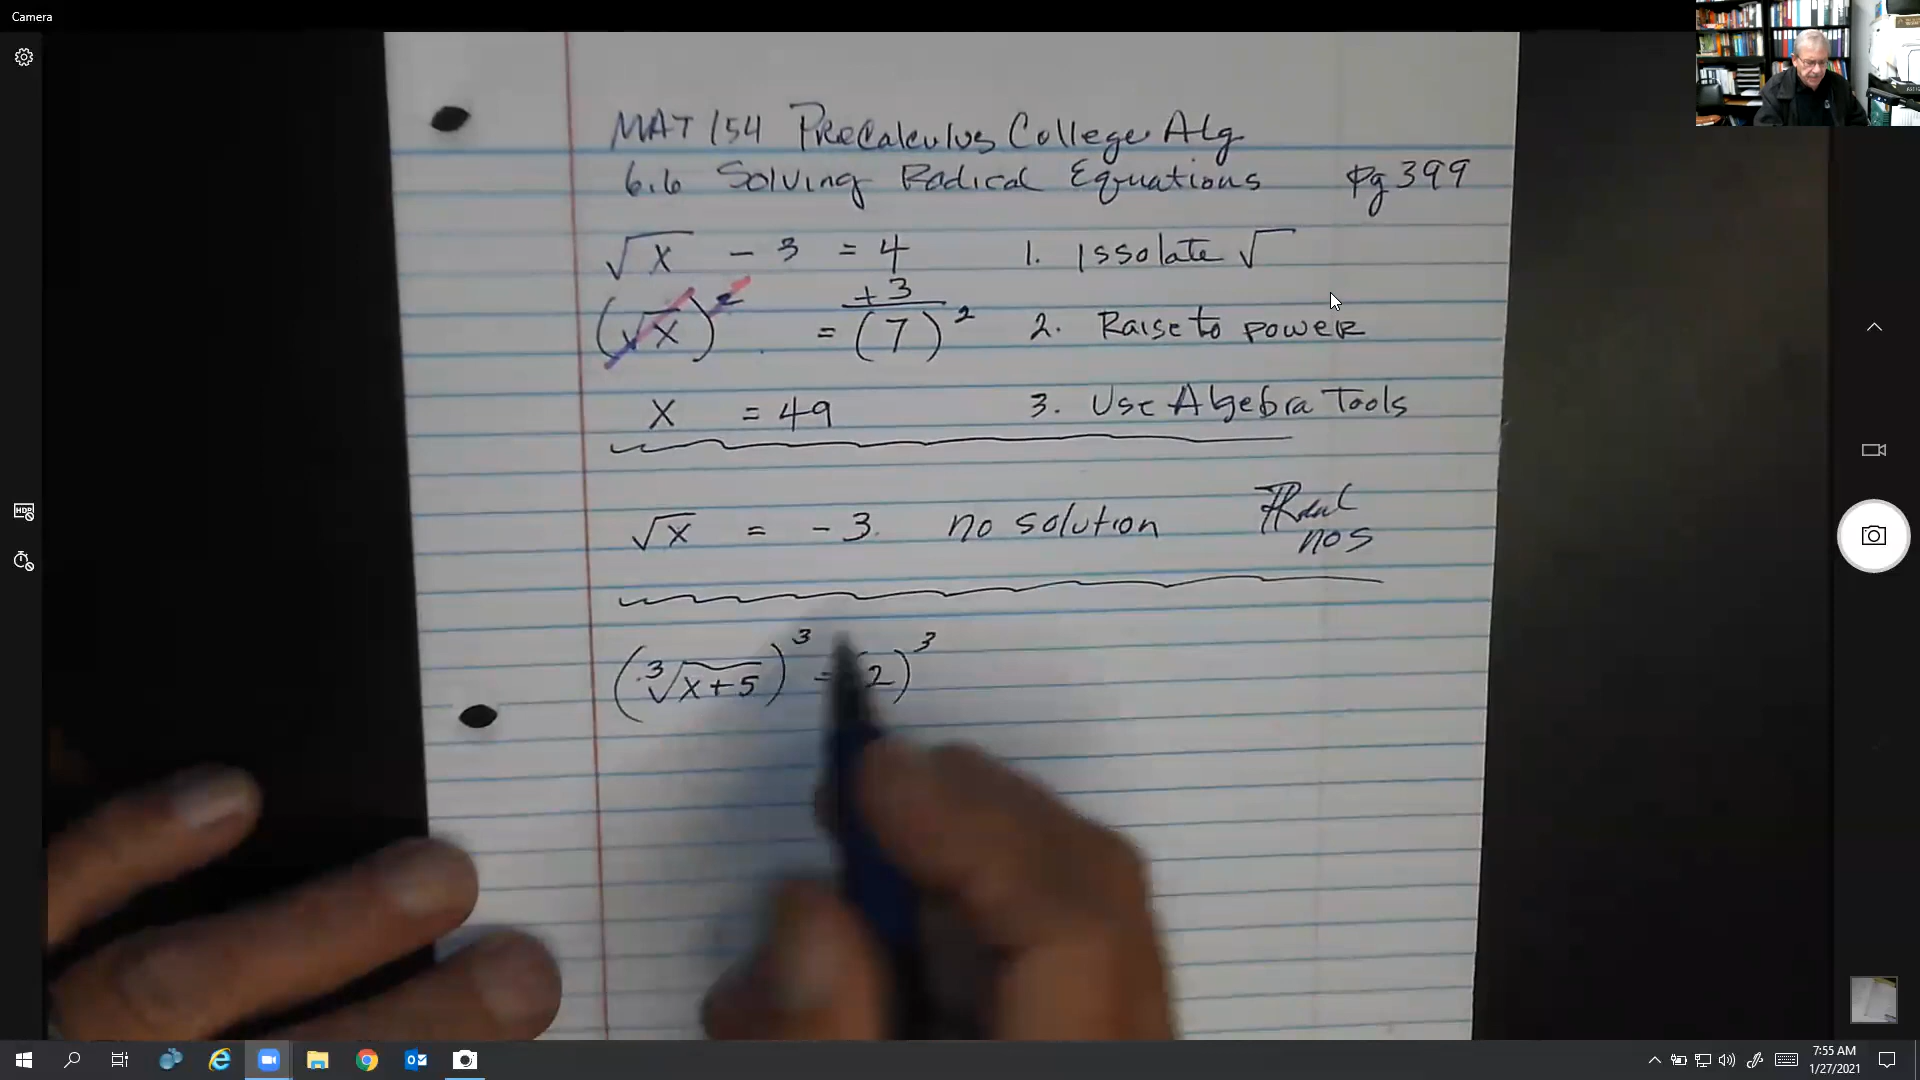 Camera
MAT 154 PreCalculus College Alg
6.6 Solving Radical Equations pg 399
√x - 3 = 4 1. Issolate √
+3
(√x)² = (7)² 2. Raise to power
x = 49 3. Use Algebra Tools
√x = -3. no solution Real
nos
(³√x+5)³ = (2)³
7:55 AM
1/27/2021